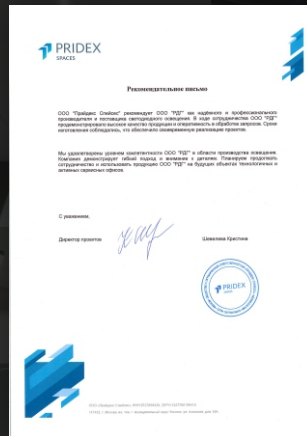 PRIDEX
SPACES
Рекомендательное письмо
ООО "Прайдекс Спейсис" рекомендует ООО "РДГ" как надёжного и профессионального
производителя и поставщика светодиодного освещения. В ходе сотрудничества ООО "РДГ"
продемонстрировало высокое качество продукции и оперативность в обработке запросов. Сроки
изготовления соблюдались, что обеспечило своевременную реализацию проектов.
Мы удовлетворены уровнем компетентности ООО "РДГ" в области производства освещения.
Компания демонстрирует гибкий подход и внимание к деталям. Планируем продолжать
сотрудничество и использовать продукцию ООО "РДГ" на будущих объектах технологичных и
активных сервисных офисов.
С уважением,
Директор проектов
Шевелева Кристина
PRIDEX